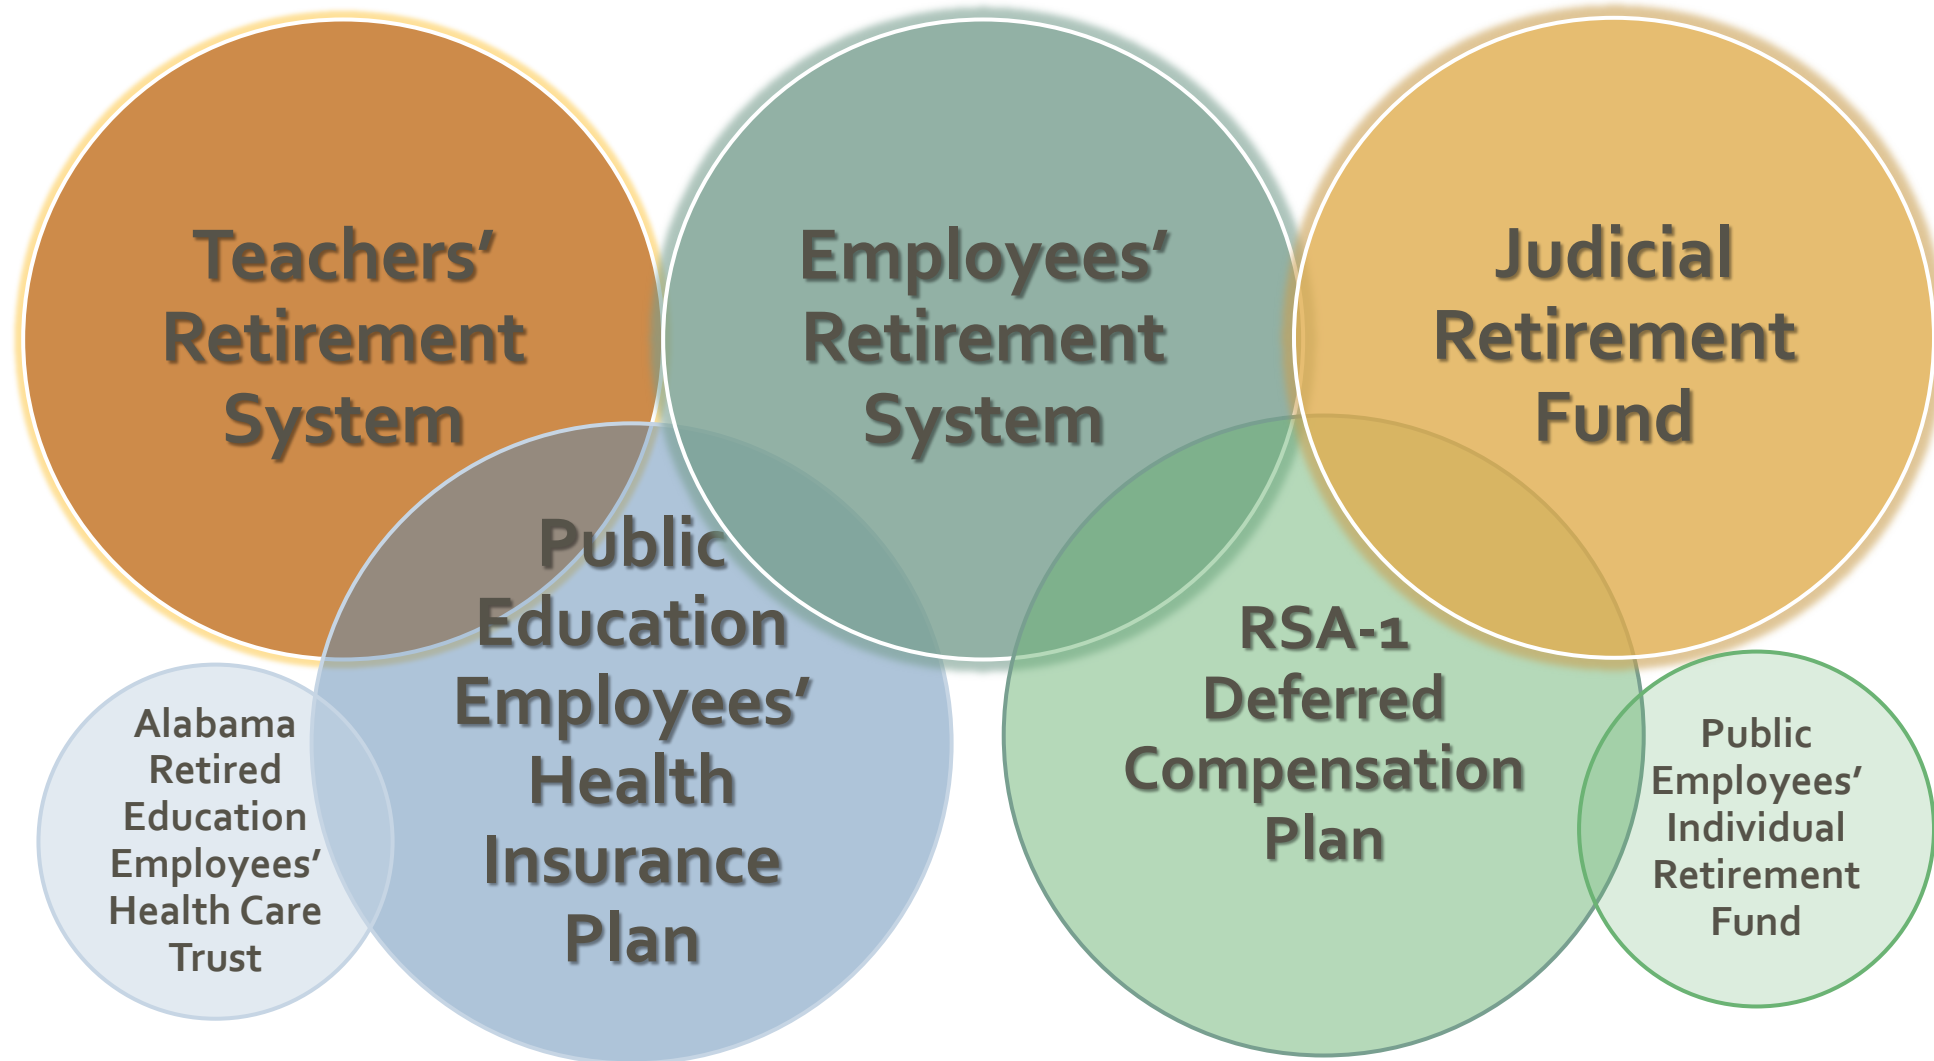 Teachers’
Retirement
System
Employees’
Retirement
System
Judicial
Retirement
Fund
Public
Education
Employees’
Health
Insurance
Plan
RSA-1
Deferred
Compensation
Plan
Alabama
Retired
Education
Employees’
Health Care
Trust
Public
Employees’
Individual
Retirement
Fund